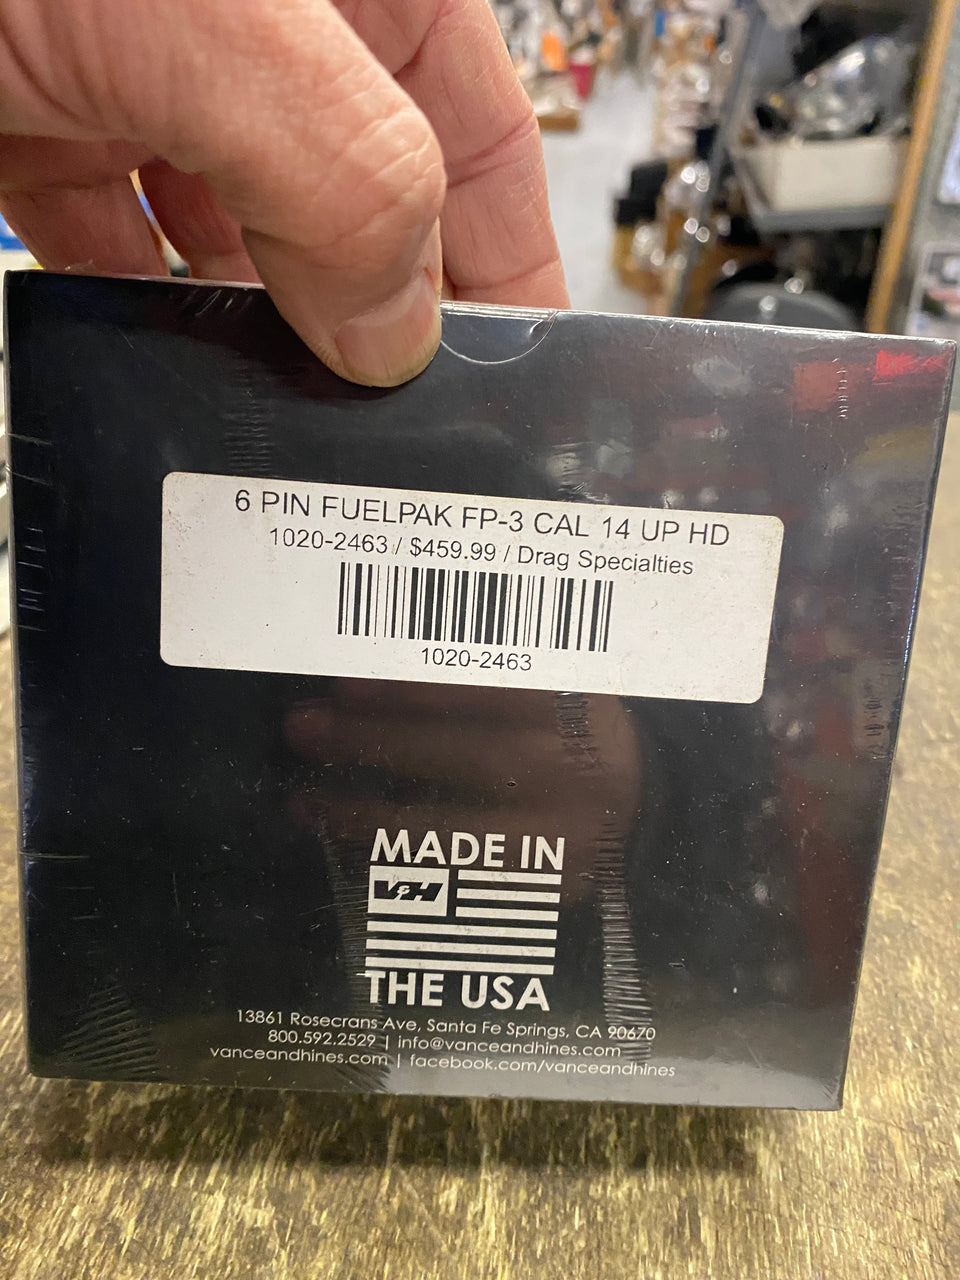 6 PIN FUELPAK FP-3 CAL 14 UP HD
1020-2463 / $459.99 / Drag Specialties
1020-2463
MADE IN
V&H
THE USA
13861 Rosecrans Ave, Santa Fe Springs, CA 90670
800.592.2529 | info@vanceandhines.com
vanceandhines.com | facebook.com/vanceandhines